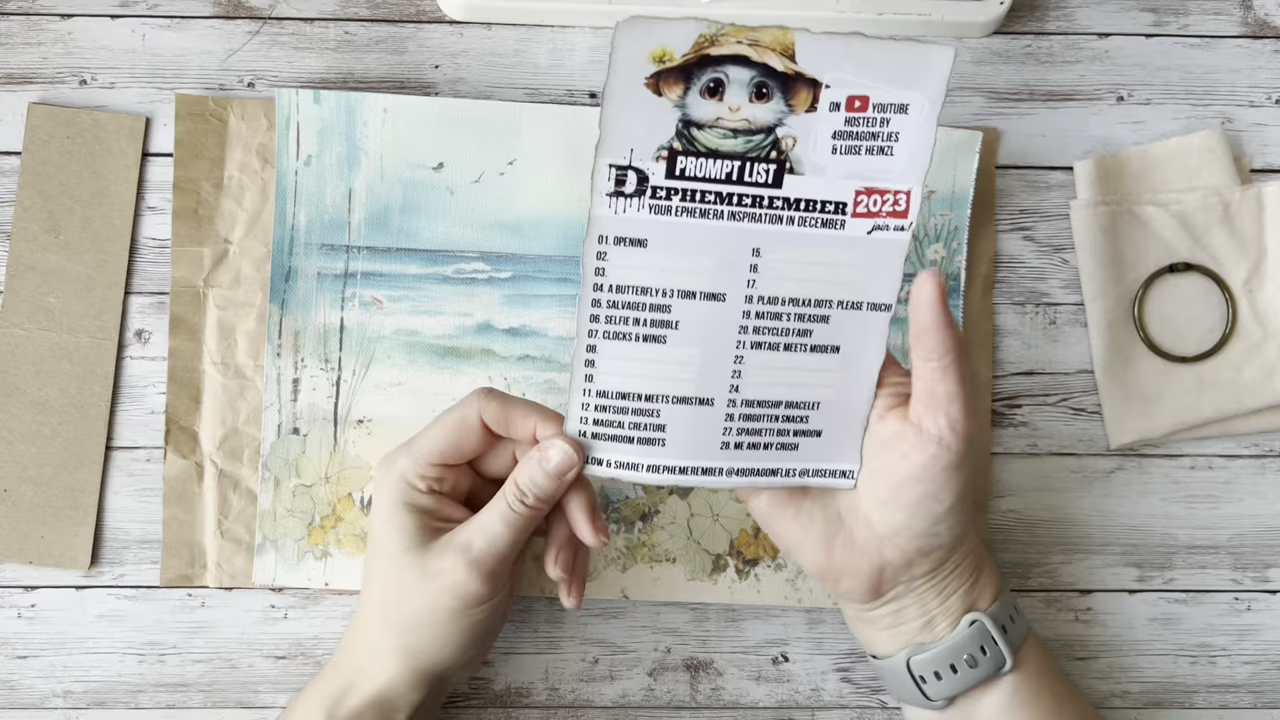 ON YOUTUBE
HOSTED BY
49DRAGONFLIES
& LUISE HEINZL
PROMPT LIST
DEPHEMEREMBER 2023
YOUR EPHEMERA INSPIRATION IN DECEMBER
join us!
01. OPENING
02.
03.
04. A BUTTERFLY & 3 TORN THINGS
05. SALVAGED BIRDS
06. SELFIE IN A BUBBLE
07. CLOCKS & WINGS
08.
09.
10.
11. HALLOWEEN MEETS CHRISTMAS
12. KINTSUGI HOUSES
13. MAGICAL CREATURE
14. MUSHROOM ROBOTS
15.
16.
17.
18. PLAID & POLKA DOTS: PLEASE TOUCH!
19. NATURE'S TREASURE
20. RECYCLED FAIRY
21. VINTAGE MEETS MODERN
22.
23.
24.
25. FRIENDSHIP BRACELET
26. FORGOTTEN SNACKS
27. SPAGHETTI BOX WINDOW
28. ME AND MY CRUSH
LOW & SHARE! #DEPHEMEREMBER @49DRAGONFLIES @LUISEHEINZL